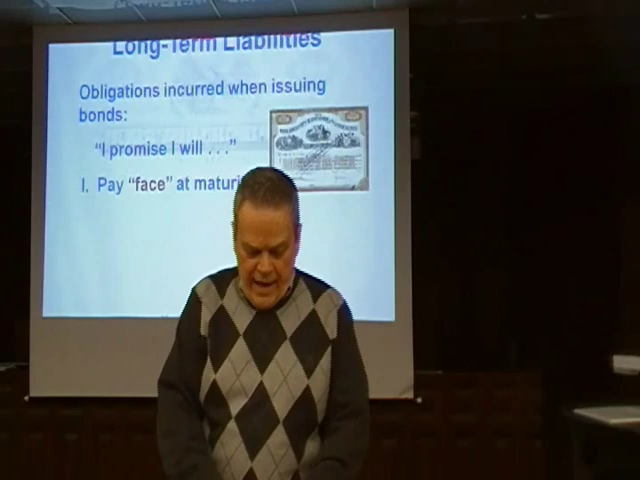 Long-Term Liabilities
Obligations incurred when issuing
bonds:
"I promise I will . . ."
I. Pay "face" at maturi